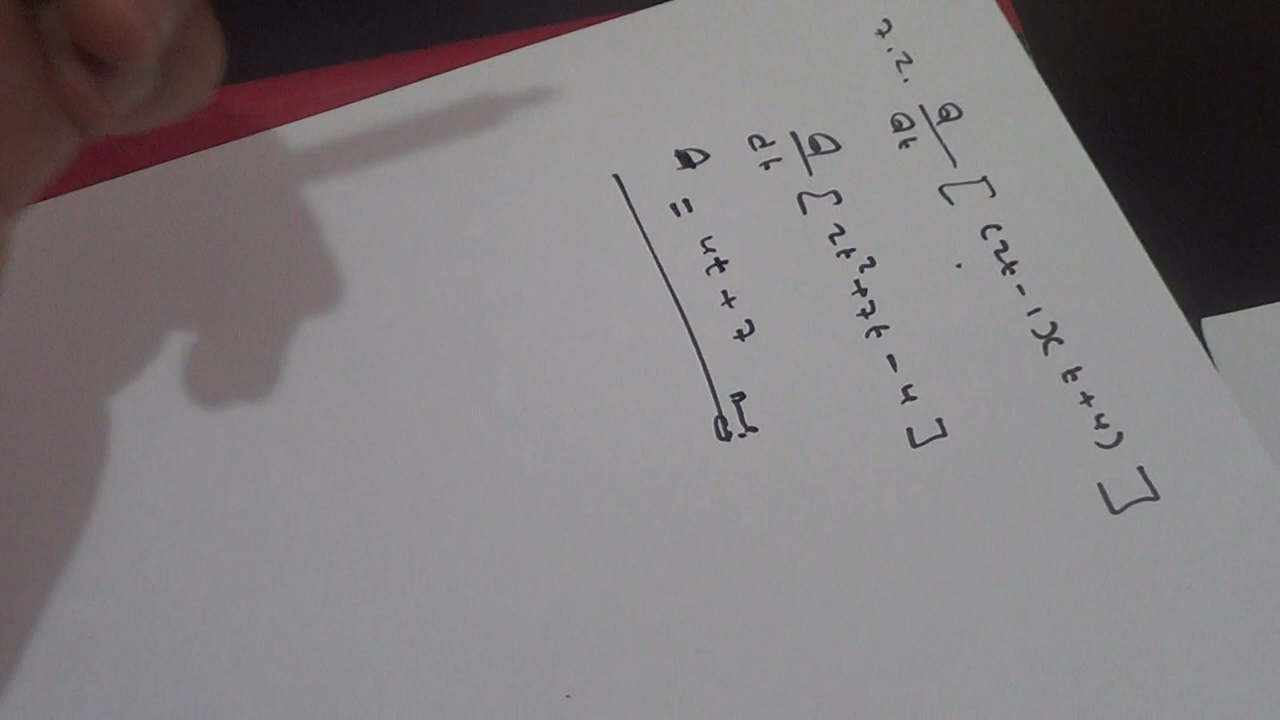 7.2. d/dt [(2t-1)(t+4)]
d/dt [2t²+7t-4]
= 4t+7